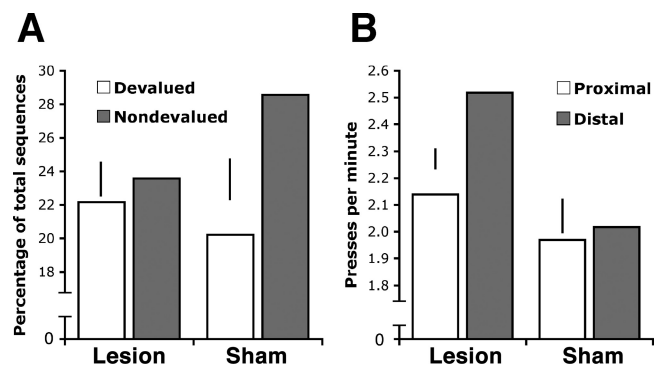 A
Percentage of total sequences
30
28
26
24
22
20
18
0
Devalued
Nondevalued
Lesion
Sham
B
Presses per minute
2.6
2.5
2.4
2.3
2.2
2.1
2.0
1.9
1.8
0
Proximal
Distal
Lesion
Sham